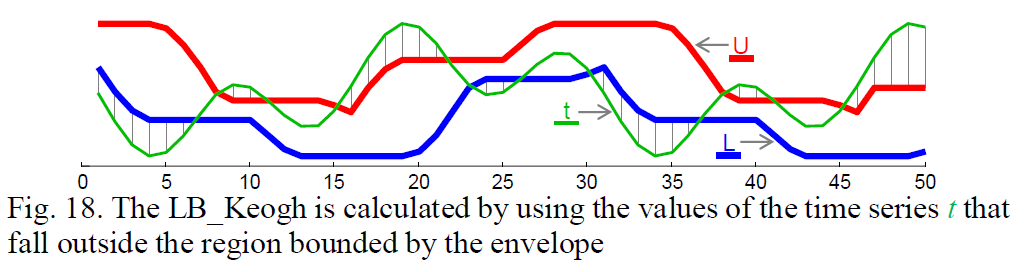 U
t
L
0 5 10 15 20 25 30 35 40 45 50
Fig. 18. The LB_Keogh is calculated by using the values of the time series t that
fall outside the region bounded by the envelope